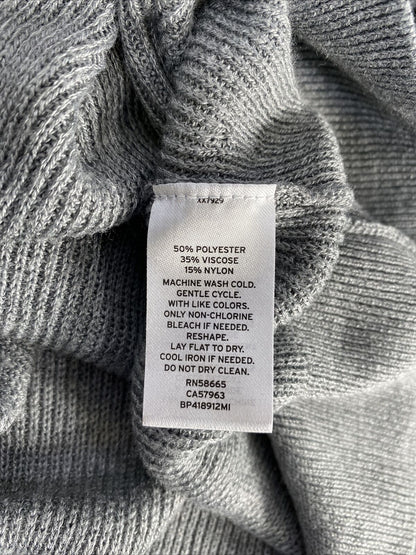 50% POLYESTER
35% VISCOSE
15% NYLON
MACHINE WASH COLD.
GENTLE CYCLE.
WITH LIKE COLORS.
ONLY NON-CHLORINE
BLEACH IF NEEDED.
RESHAPE.
LAY FLAT TO DRY.
COOL IRON IF NEEDED.
DO NOT DRY CLEAN.
RN58665
CA57963
BP418912MI